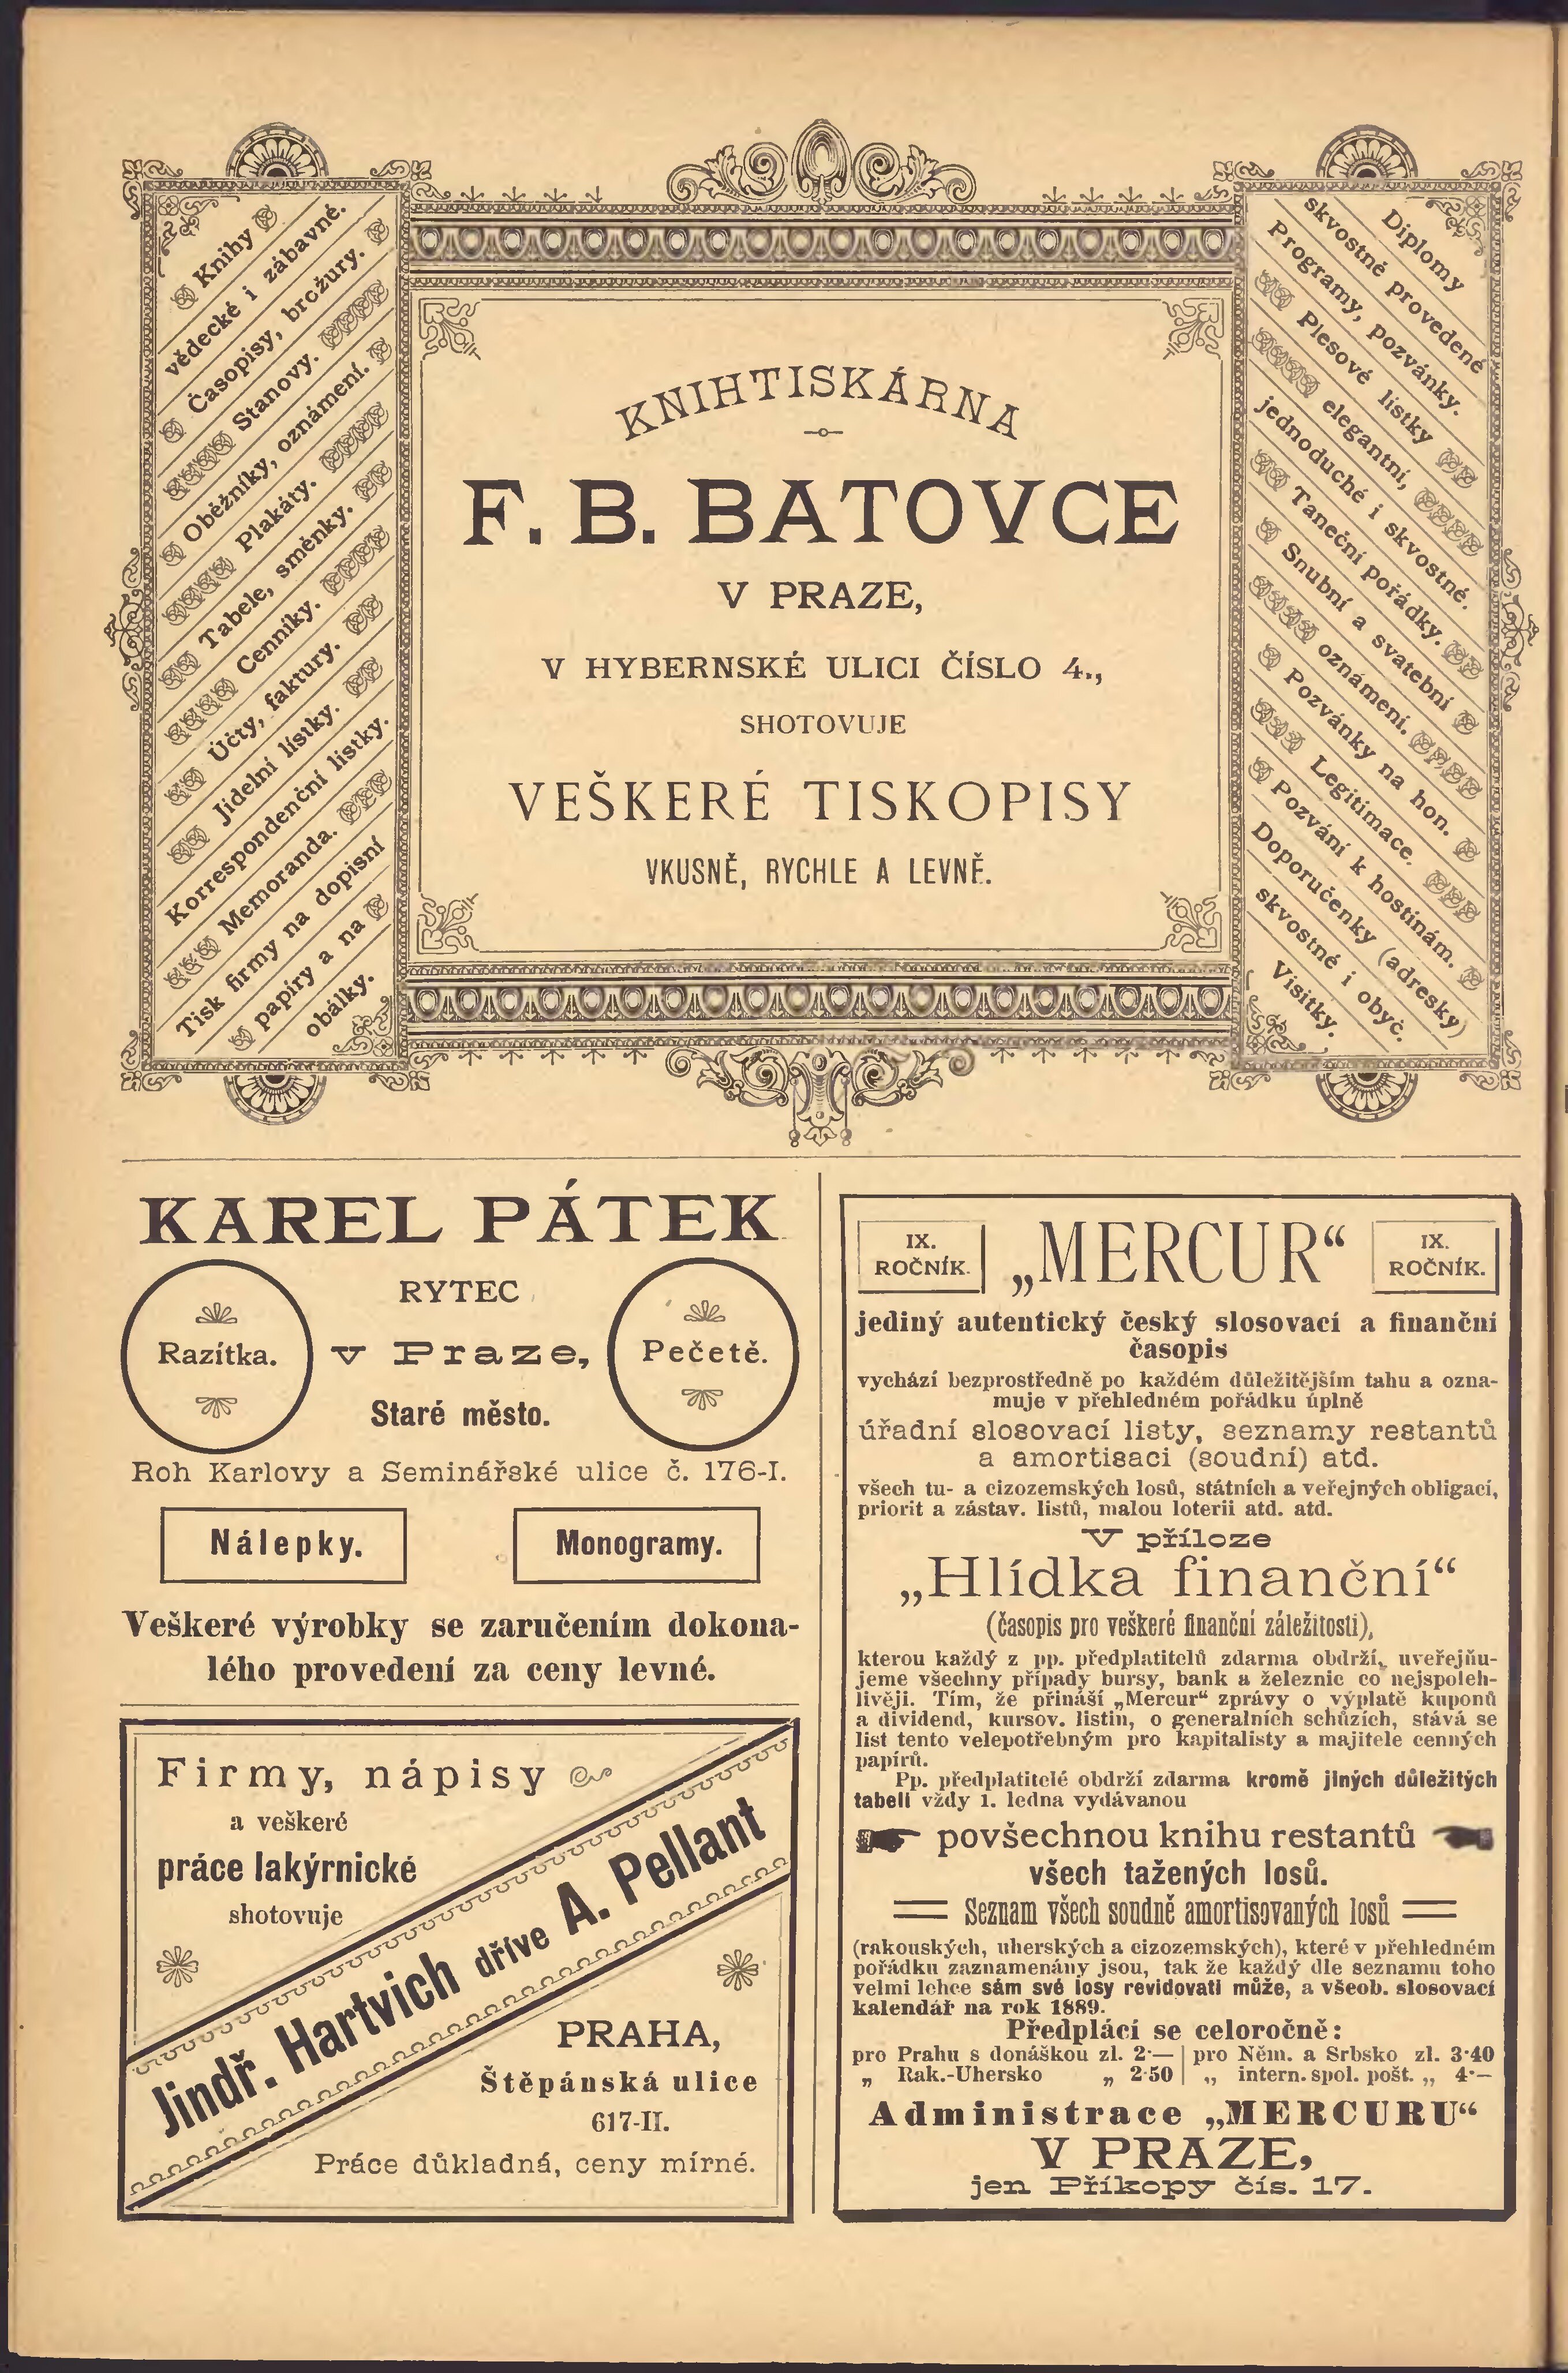 Knihy
vědecké i zábavné.
Časopisy, brožury.
Stanovy.
Oběžníky, oznámení.
Plakáty.
Tabele, směnky.
Cenníky.
Účty, faktury.
Jídelní lístky.
Korrespondenční lístky.
Memoranda.
Tisk firmy na dopisní
papíry a na
obálky.
KNIHTISKÁRNA
F. B. BATOVCE
V PRAZE,
V HYBERNSKÉ ULICI ČÍSLO 4.,
SHOTOVUJE
VEŠKERÉ TISKOPISY
VKUSNĚ, RYCHLE A LEVNĚ.
Diplomy
skvostné provedené
Programy, pozvánky.
Plesové lístky
elegantní,
jednoduché i skvostné.
Taneční pořádky.
Snubní a svatební
oznámení.
Pozvánky na hon.
Legitimace.
Pozvání k hostinám.
Doporučenky (adresky)
skvostné i obyč.
Visitky.
KAREL PÁTEK
RYTEC
Razítka.
v Praze,
Pečetě.
Staré město.
Roh Karlovy a Seminářské ulice č. 176-I.
Nálepky.
Monogramy.
Veškeré výrobky se zaručením dokona-
lého provedení za ceny levné.
Firmy, nápisy
a veškeré
práce lakýrnické
shotovuje
Jindř. Hartvich dříve A. Pellant
PRAHA,
Štěpánská ulice
617-II.
Práce důkladná, ceny mírné.
IX.
ROČNÍK.
„MERCUR“
IX.
ROČNÍK.
jediný autentický český slosovací a finanční
časopis
vychází bezprostředně po každém důležitějším tahu a ozna-
muje v přehledném pořádku úplně
úřadní slosovací listy, seznamy restantů
a amortisaci (soudní) atd.
všech tu- a cizozemských losů, státních a veřejných obligací,
priorit a zástav. listů, malou loterii atd. atd.
V příloze
„Hlídka finanční“
(časopis pro veškeré finanční záležitosti),
kterou každý z pp. předplatitelů zdarma obdrží, uveřejňu-
jeme všechny případy bursy, bank a železnic co nejspoleh-
livěji. Tím, že přináší „Mercur“ zprávy o výplatě kuponů
a dividend, kursov. listin, o generalních schůzích, stává se
list tento velepotřebným pro kapitalisty a majitele cenných
papírů.
Pp. předplatitelé obdrží zdarma kromě jiných důležitých
tabell vždy 1. ledna vydávanou
povšechnou knihu restantů
všech tažených losů.
Seznam všech soudně amortisovaných losů
(rakouských, uherských a cizozemských), které v přehledném
pořádku zaznamenány jsou, tak že každý dle seznamu toho
velmi lehce sám své losy revidovati může, a všeob. slosovací
kalendář na rok 1889.
Předplácí se celoročně:
pro Prahu s donáškou zl. 2·— | pro Něm. a Srbsko zl. 3·40
„ Rak.-Uhersko „ 2·50 | „ intern. spol. pošt. „ 4·—
Administrace „MERCURU“
V PRAZE,
jen Příkopy čís. 17.